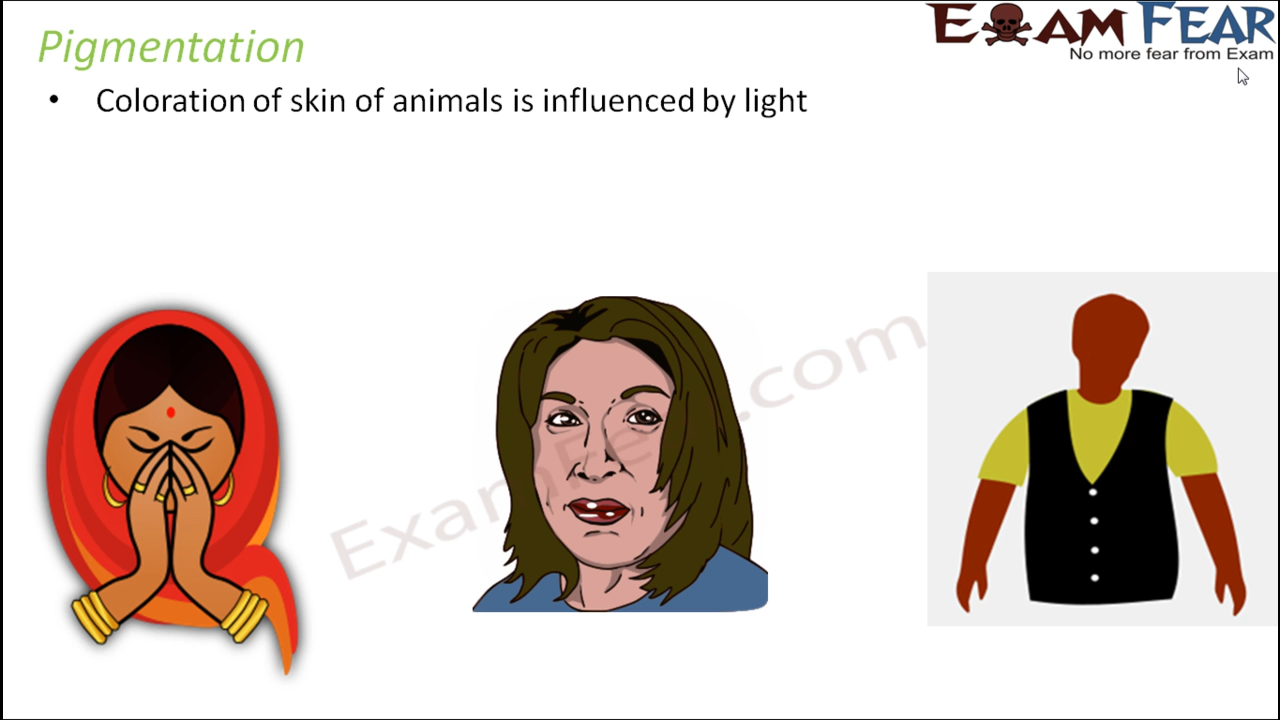 Pigmentation
EXAM FEAR
No more fear from Exam
• Coloration of skin of animals is influenced by light
ExamFear.com